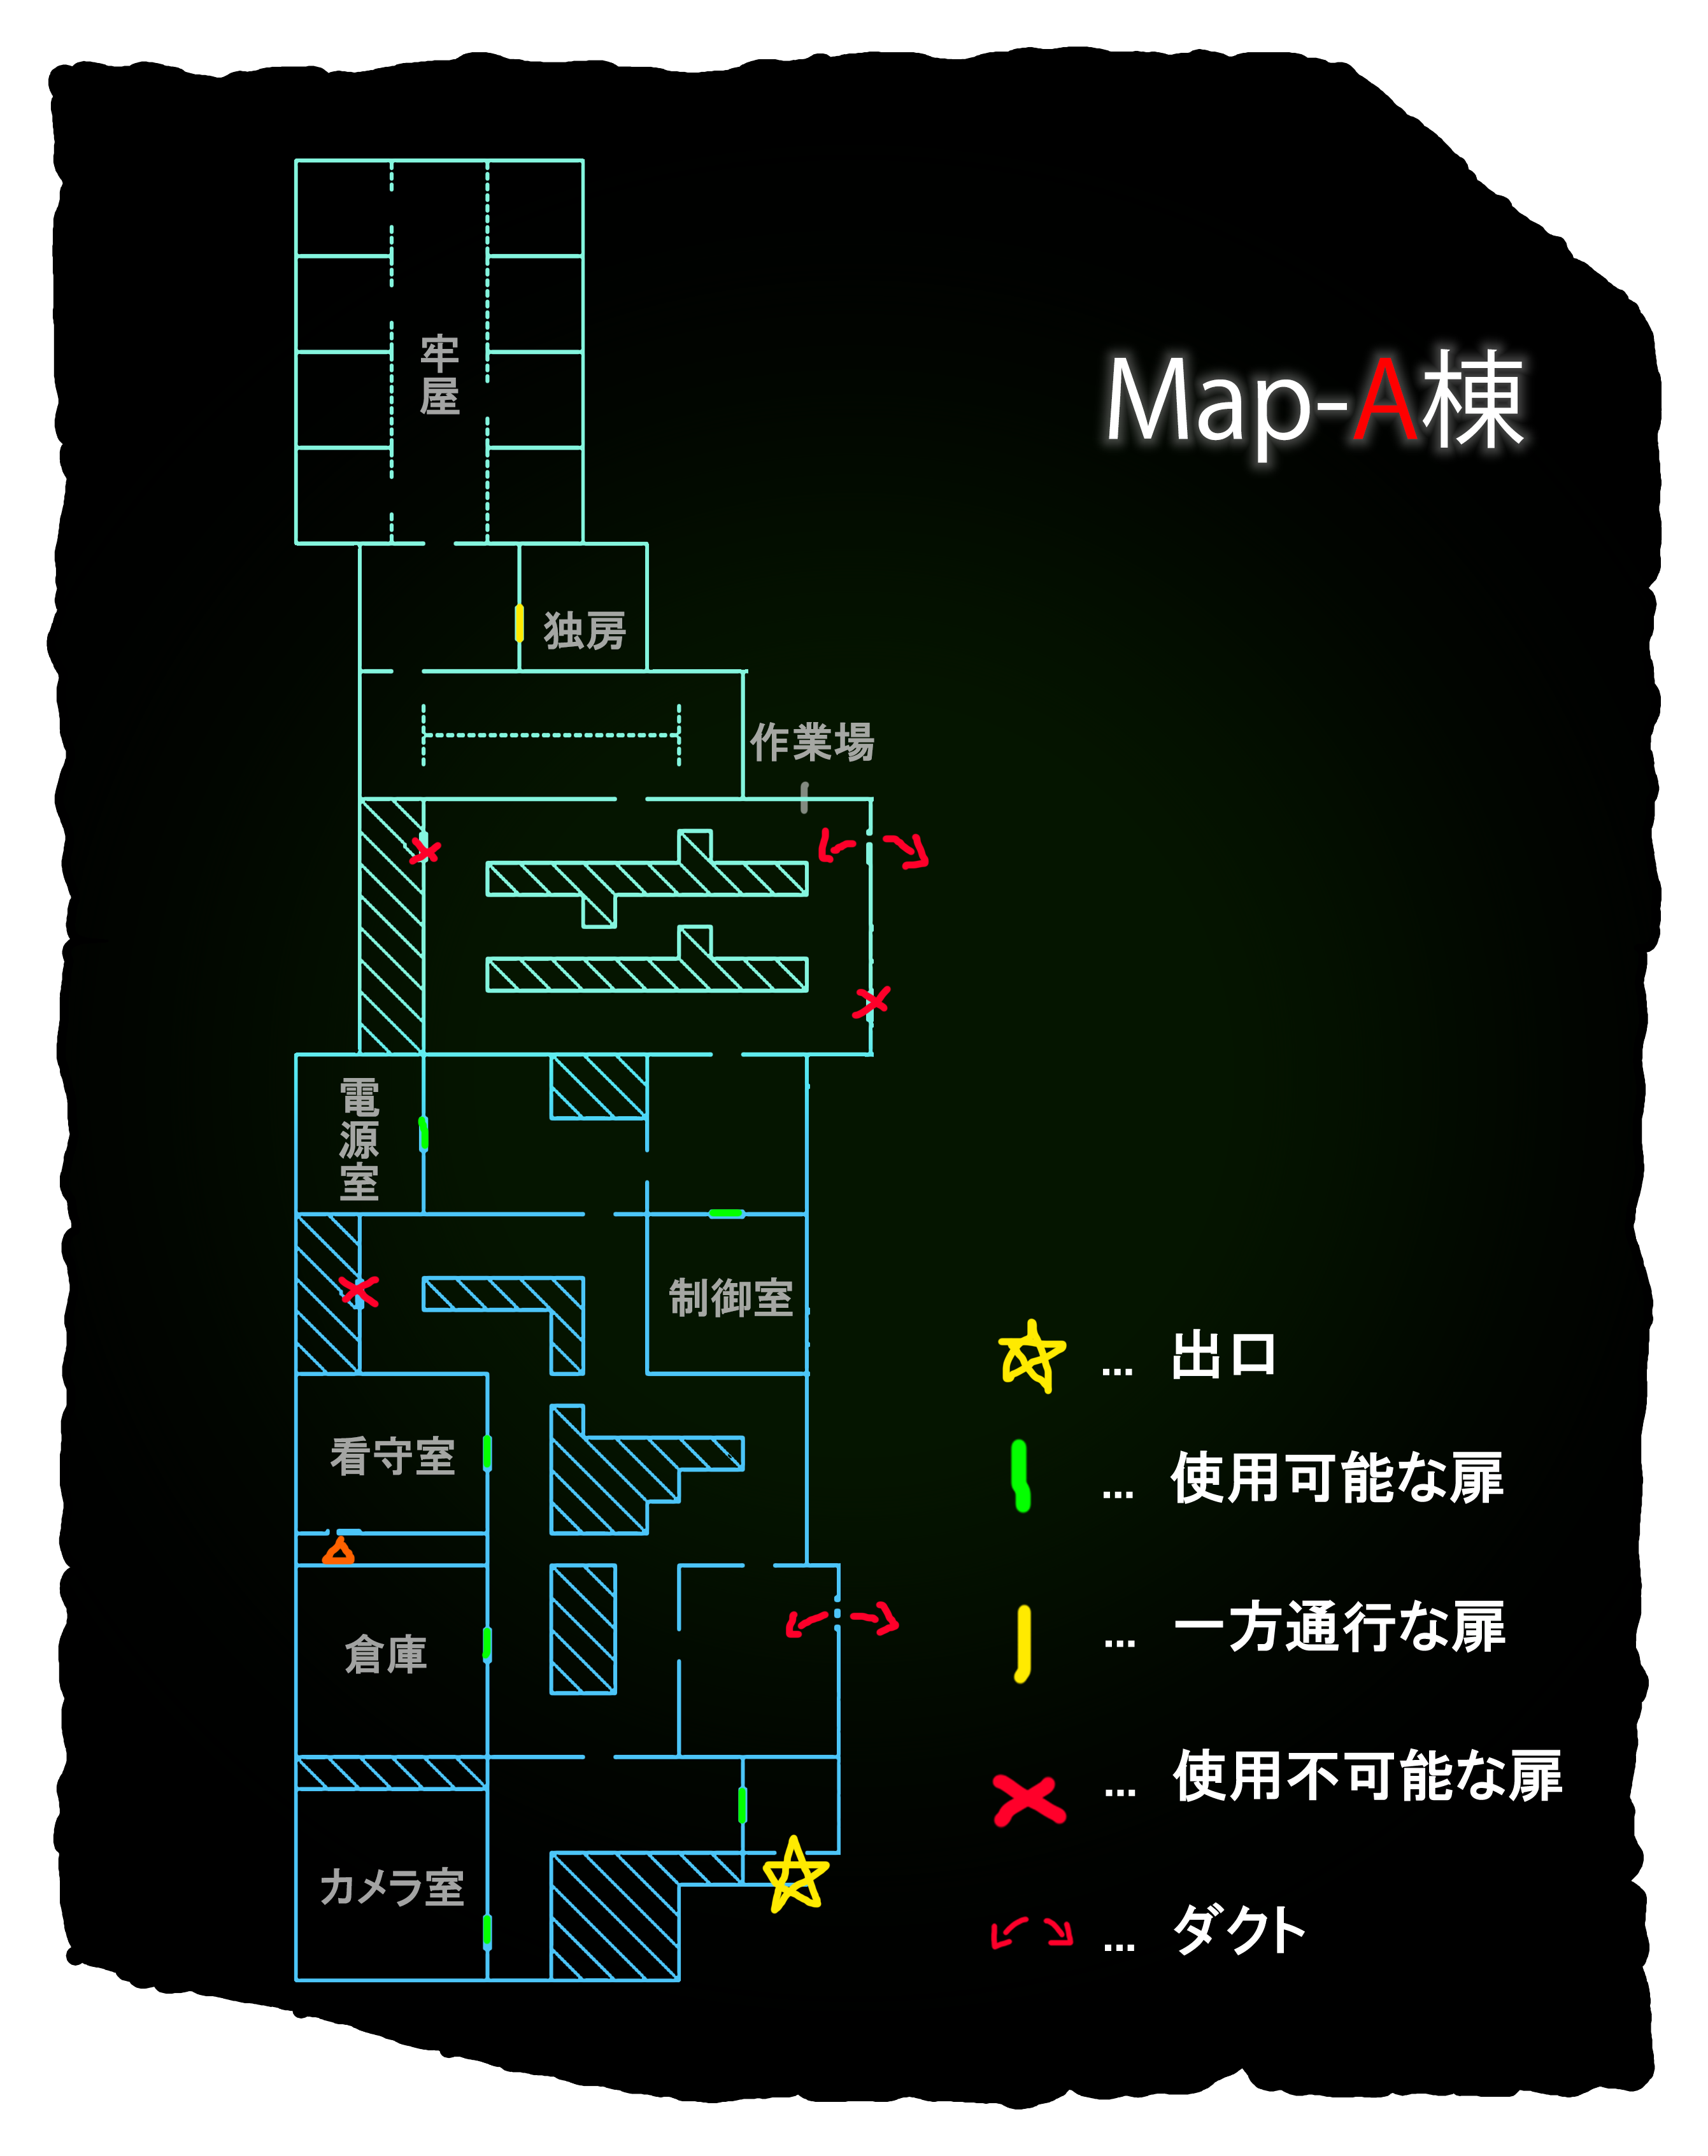 牢屋
Map-A棟
独房
作業場
電源室
制御室
看守室
倉庫
カメラ室
… 出口
… 使用可能な扉
… 一方通行な扉
… 使用不可能な扉
… ダクト